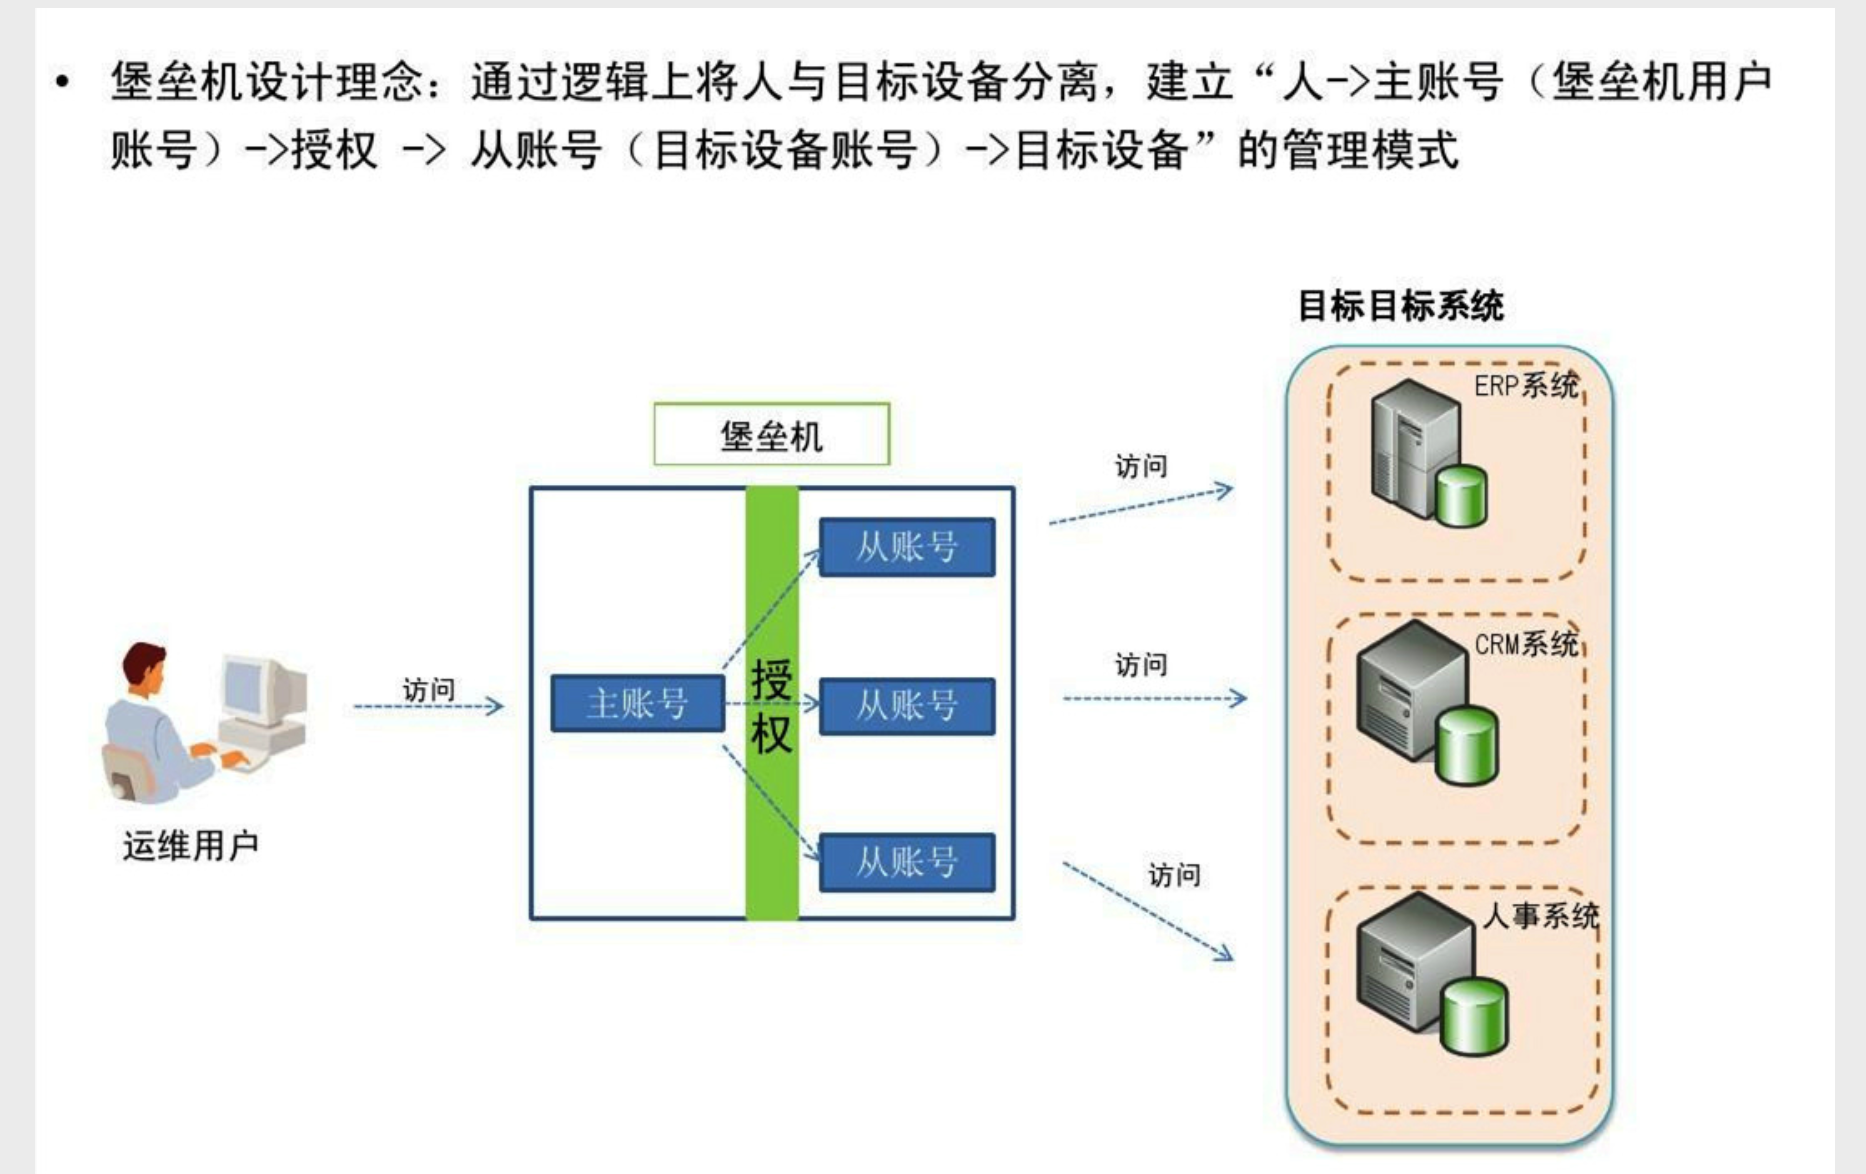 • 堡垒机设计理念：通过逻辑上将人与目标设备分离，建立“人->主账号（堡垒机用户
账号）->授权 -> 从账号（目标设备账号）->目标设备”的管理模式
目标目标系统
ERP系统
堡垒机
访问
从账号
CRM系统
访问
访问
主账号
授
权
从账号
运维用户
从账号
访问
人事系统